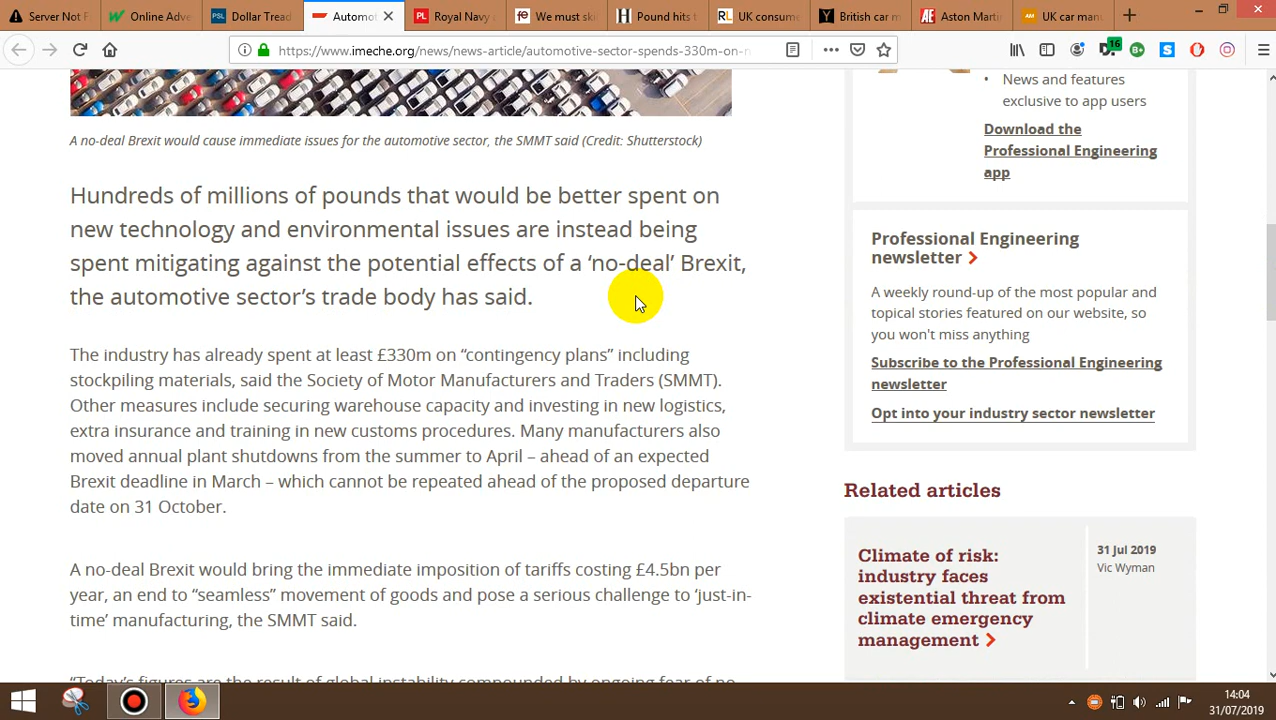 Server Not F
Online Adve
Dollar Tread
Automot
Royal Navy
We must ski
Pound hits t
UK consume
British car m
Aston Marti
UK car manu
https://www.imeche.org/news/news-article/automotive-sector-spends-330m-on-n
16
A no-deal Brexit would cause immediate issues for the automotive sector, the SMMT said (Credit: Shutterstock)
Hundreds of millions of pounds that would be better spent on
new technology and environmental issues are instead being
spent mitigating against the potential effects of a ‘no-deal’ Brexit,
the automotive sector’s trade body has said.
The industry has already spent at least £330m on “contingency plans” including
stockpiling materials, said the Society of Motor Manufacturers and Traders (SMMT).
Other measures include securing warehouse capacity and investing in new logistics,
extra insurance and training in new customs procedures. Many manufacturers also
moved annual plant shutdowns from the summer to April – ahead of an expected
Brexit deadline in March – which cannot be repeated ahead of the proposed departure
date on 31 October.
A no-deal Brexit would bring the immediate imposition of tariffs costing £4.5bn per
year, an end to “seamless” movement of goods and pose a serious challenge to ‘just-in-
time’ manufacturing, the SMMT said.
“Today’s figures are the result of global instability compounded by ongoing fear of no-
• News and features
exclusive to app users
Download the
Professional Engineering
app
Professional Engineering
newsletter
A weekly round-up of the most popular and
topical stories featured on our website, so
you won't miss anything
Subscribe to the Professional Engineering
newsletter
Opt into your industry sector newsletter
Related articles
Climate of risk:
industry faces
existential threat from
climate emergency
management
31 Jul 2019
Vic Wyman
14:04
31/07/2019